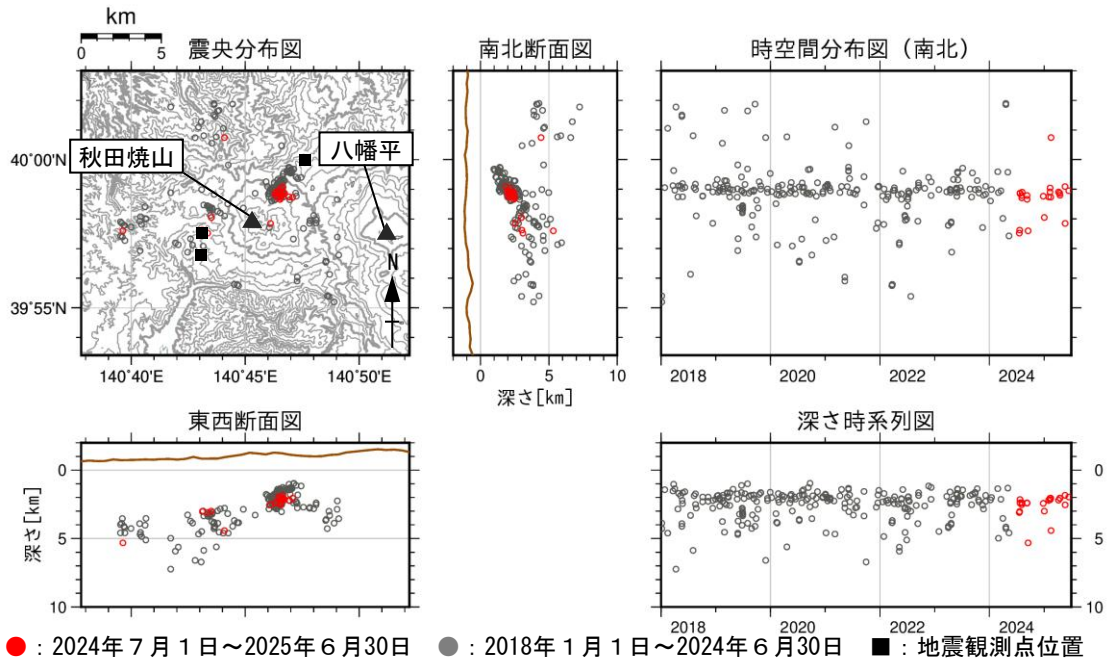 km
0 5
震央分布図
秋田焼山
八幡平
40°00'N
39°55'N
N
140°40'E 140°45'E 140°50'E
南北断面図
0 5 10
深さ[km]
時空間分布図（南北）
2018 2020 2022 2024
東西断面図
深さ[km]
0
5
10
深さ時系列図
0
5
10
2018 2020 2022 2024
●：2024年７月１日～2025年６月30日 ●：2018年１月１日～2024年６月30日 ■：地震観測点位置